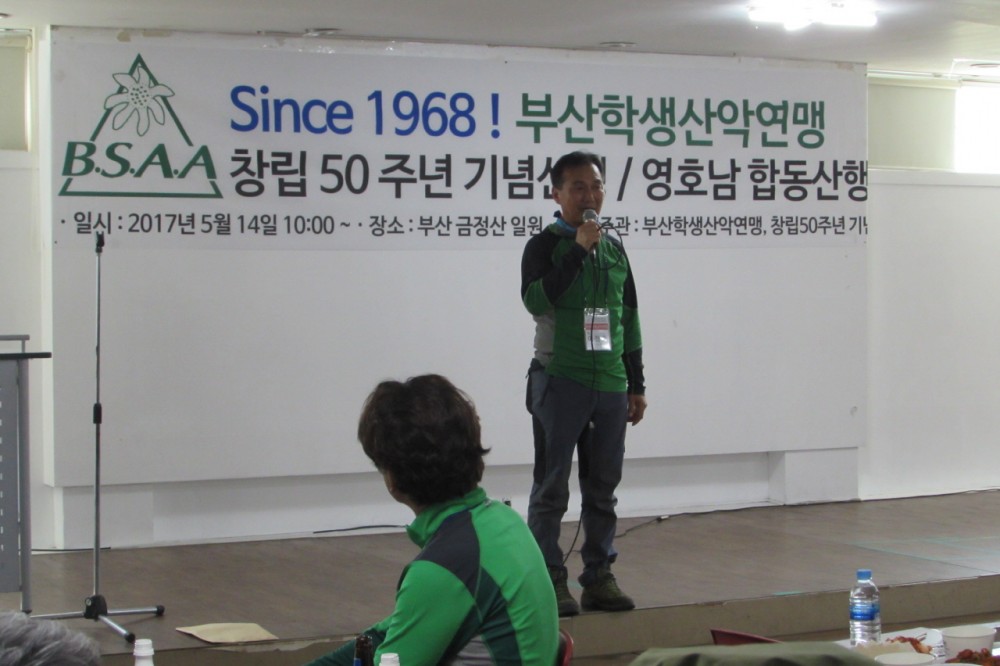 B.S.A.A
Since 1968 ! 부산학생산악연맹
창립 50 주년 기념 / 영호남 합동산행
· 일시 : 2017년 5월 14일 10:00 ~ · 장소 : 부산 금정산 일원 주관 : 부산학생산악연맹, 창립50주년